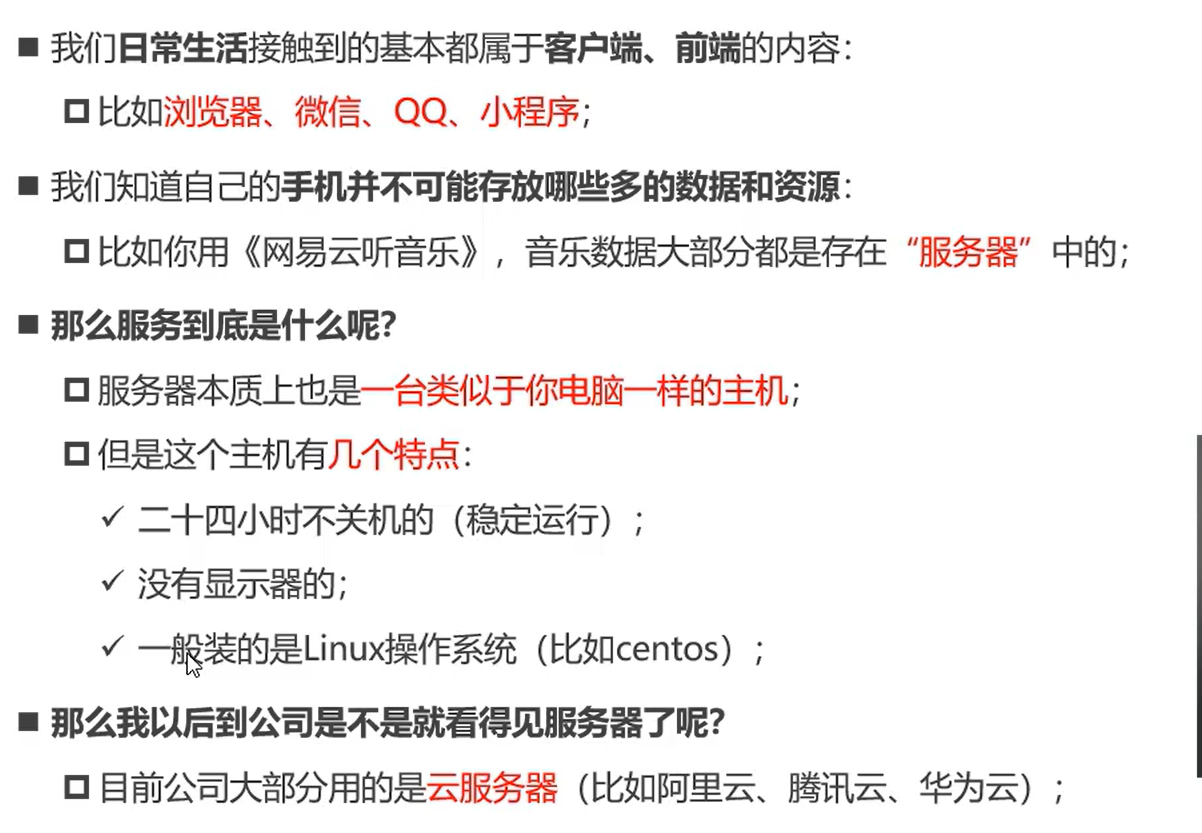 ■ 我们日常生活接触到的基本都属于客户端、前端的内容：
□ 比如浏览器、微信、QQ、小程序；
■ 我们知道自己的手机并不可能存放哪些多的数据和资源：
□ 比如你用《网易云听音乐》，音乐数据大部分都是存在“服务器”中的；
■ 那么服务到底是什么呢？
□ 服务器本质上也是一台类似于你电脑一样的主机；
□ 但是这个主机有几个特点：
✓ 二十四小时不关机的（稳定运行）；
✓ 没有显示器的；
✓ 一般装的是Linux操作系统（比如centos）；
■ 那么我以后到公司是不是就看得见服务器了呢？
□ 目前公司大部分用的是云服务器（比如阿里云、腾讯云、华为云）；